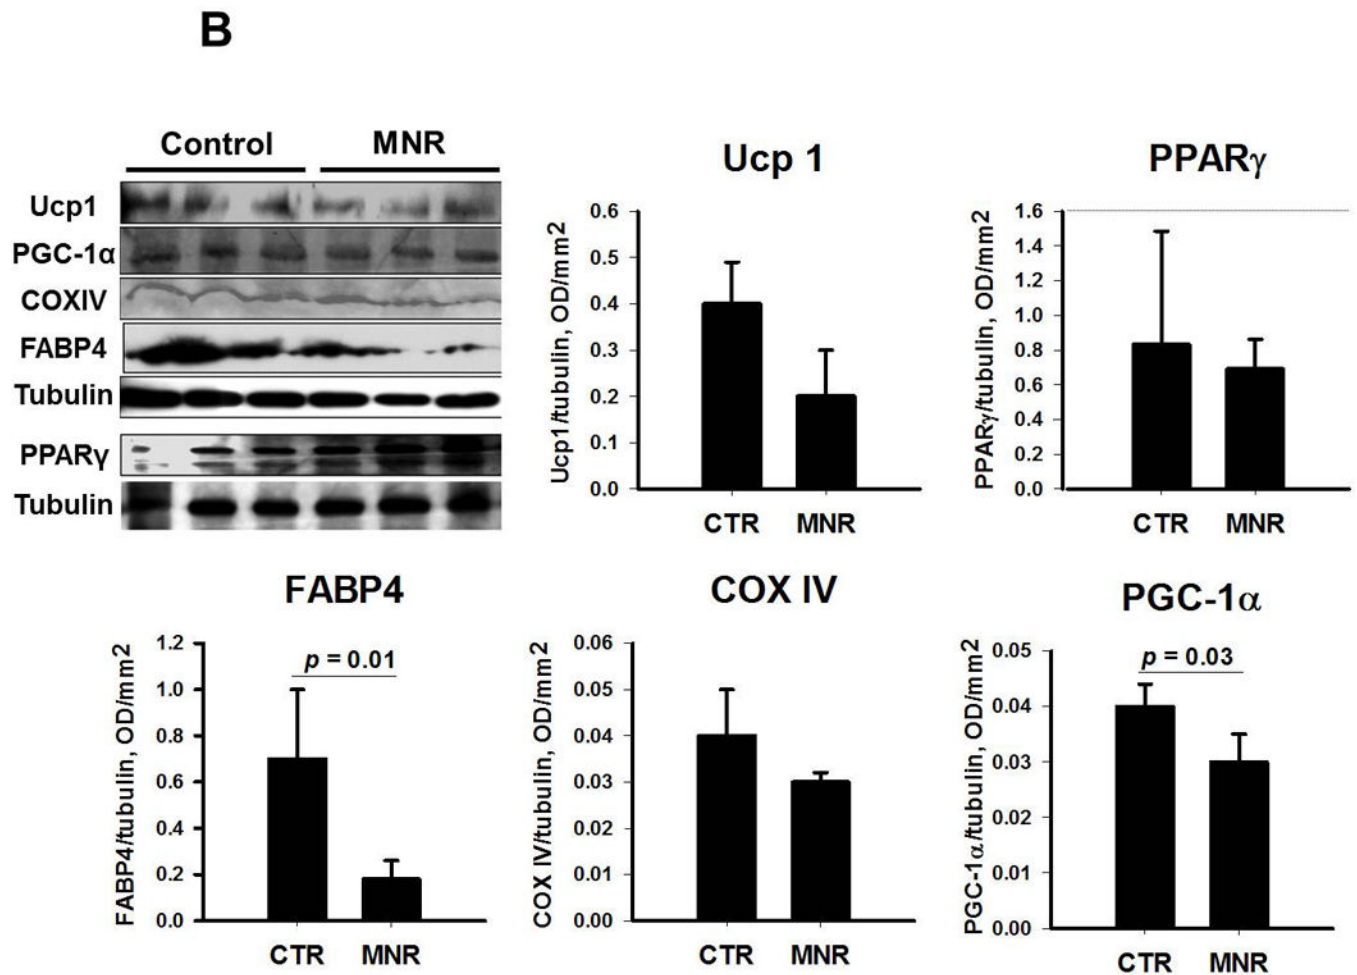 B
Control MNR
Ucp1
PGC-1α
COXIV
FABP4
Tubulin
PPARγ
Tubulin
Ucp 1
Ucp1/tubulin, OD/mm2
0.6
0.5
0.4
0.3
0.2
0.1
0.0
CTR MNR
PPARγ
PPARγ/tubulin, OD/mm2
1.6
1.4
1.2
1.0
0.8
0.6
0.4
0.2
0.0
CTR MNR
FABP4
FABP4/tubulin, OD/mm2
1.2
1.0
0.8
0.6
0.4
0.2
0.0
p = 0.01
CTR MNR
COX IV
COX IV/tubulin, OD/mm2
0.06
0.05
0.04
0.03
0.02
0.01
0.00
CTR MNR
PGC-1α
PGC-1α/tubulin, OD/mm2
0.05
0.04
0.03
0.02
0.01
0.00
p = 0.03
CTR MNR